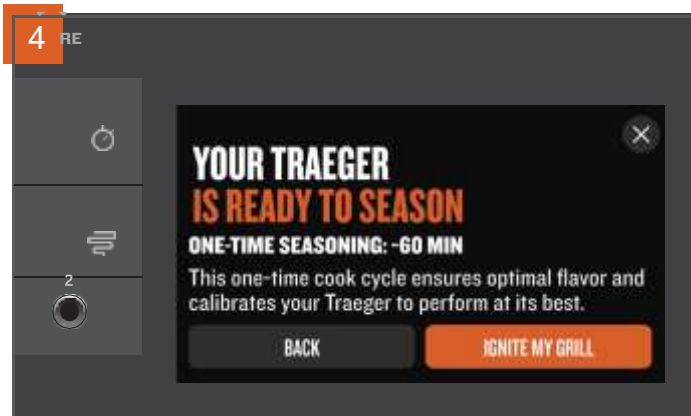 4
RE
YOUR TRAEGER
IS READY TO SEASON
ONE-TIME SEASONING: ~60 MIN
This one-time cook cycle ensures optimal flavor and
calibrates your Traeger to perform at its best.
2
BACK
IGNITE MY GRILL